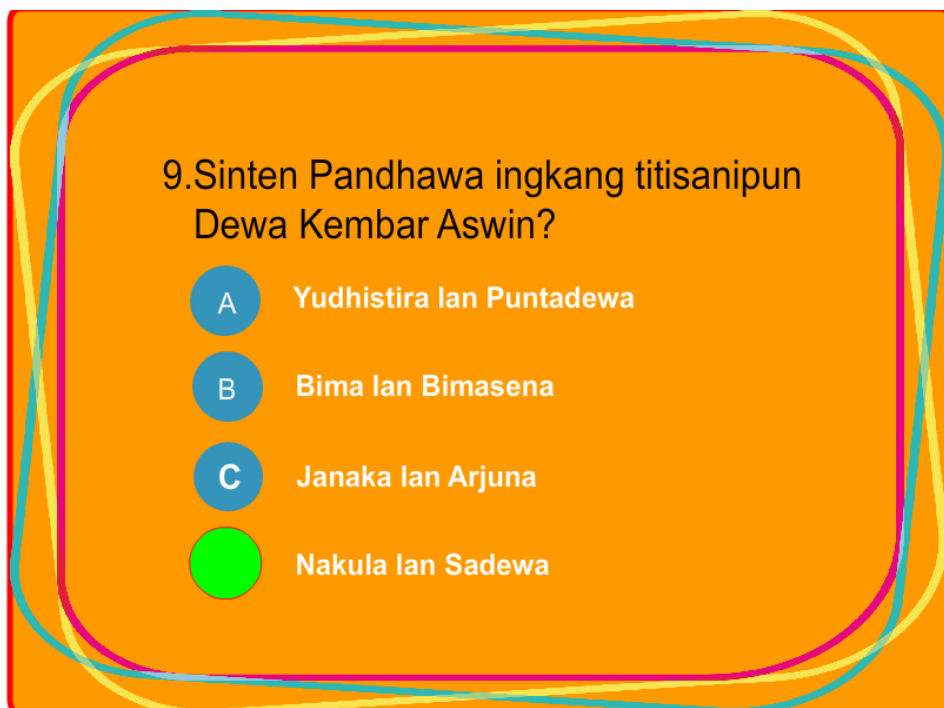 9.Sinten Pandhawa ingkang titisanipun
Dewa Kembar Aswin?
A Yudhistira lan Puntadewa
B Bima lan Bimasena
C Janaka lan Arjuna
Nakula lan Sadewa